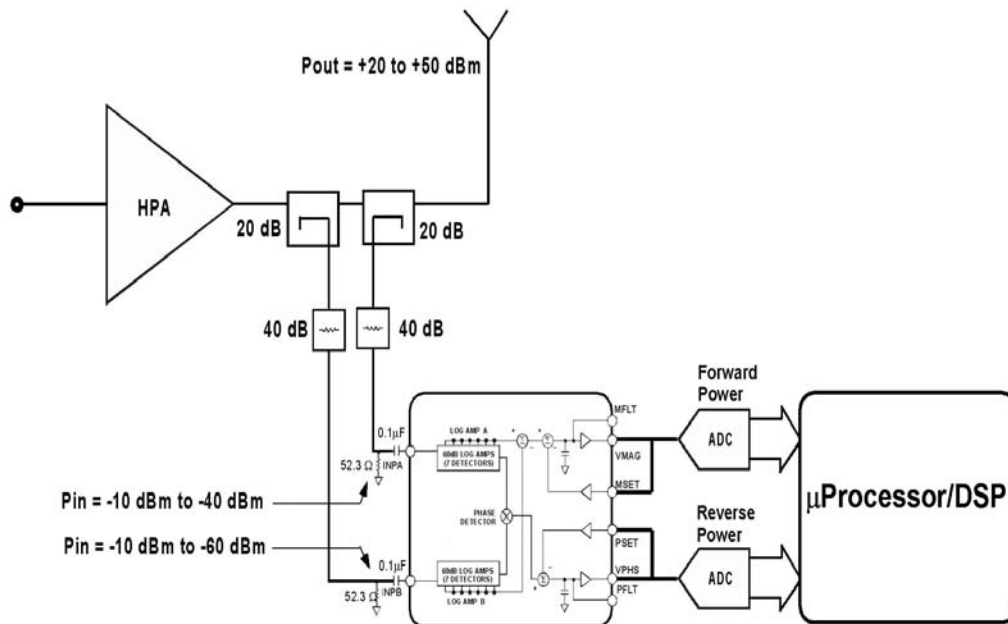 Pout = +20 to +50 dBm
HPA
20 dB
20 dB
40 dB
40 dB
Forward
Power
MFLT
LOG AMP A
0.1µF
60dB LOG AMPS
(7 DETECTORS)
ADC
VMAG
52.3 Ω
INPA
MSET
µProcessor/DSP
Pin = -10 dBm to -40 dBm
PHASE
DETECTOR
Reverse
Power
PSET
Pin = -10 dBm to -60 dBm
0.1µF
VPHS
60dB LOG AMPS
(7 DETECTORS)
ADC
INPB
52.3 Ω
LOG AMP B
PFLT